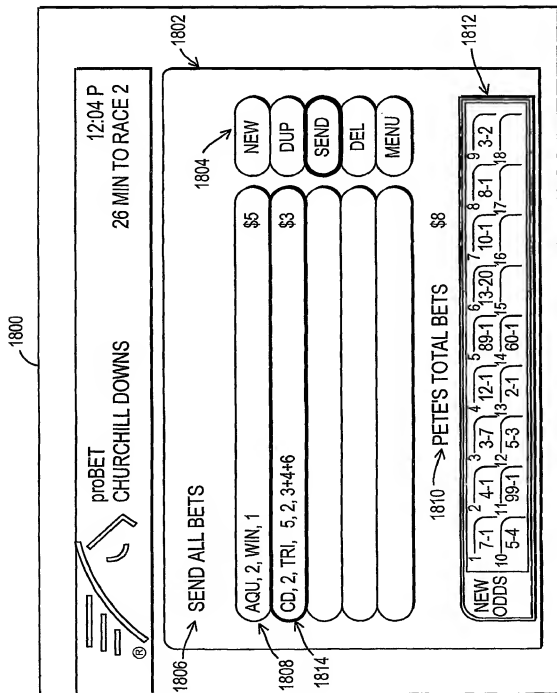 1800
proBET 12:04 P
CHURCHILL DOWNS 26 MIN TO RACE 2
®
1802
1806 SEND ALL BETS 1804
AQU, 2, WIN, 1 $5 NEW
1808
CD, 2, TRI, 5, 2, 3+4+6 $3 DUP
1814
SEND
DEL
MENU
1810 PETE'S TOTAL BETS $8
1812
1 2 3 4 5 6 7 8 9
NEW 7-1 4-1 3-7 12-1 89-1 13-20 10-1 8-1 3-2
10 11 12 13 14 15 16 17 18
ODDS 5-4 99-1 5-3 2-1 60-1